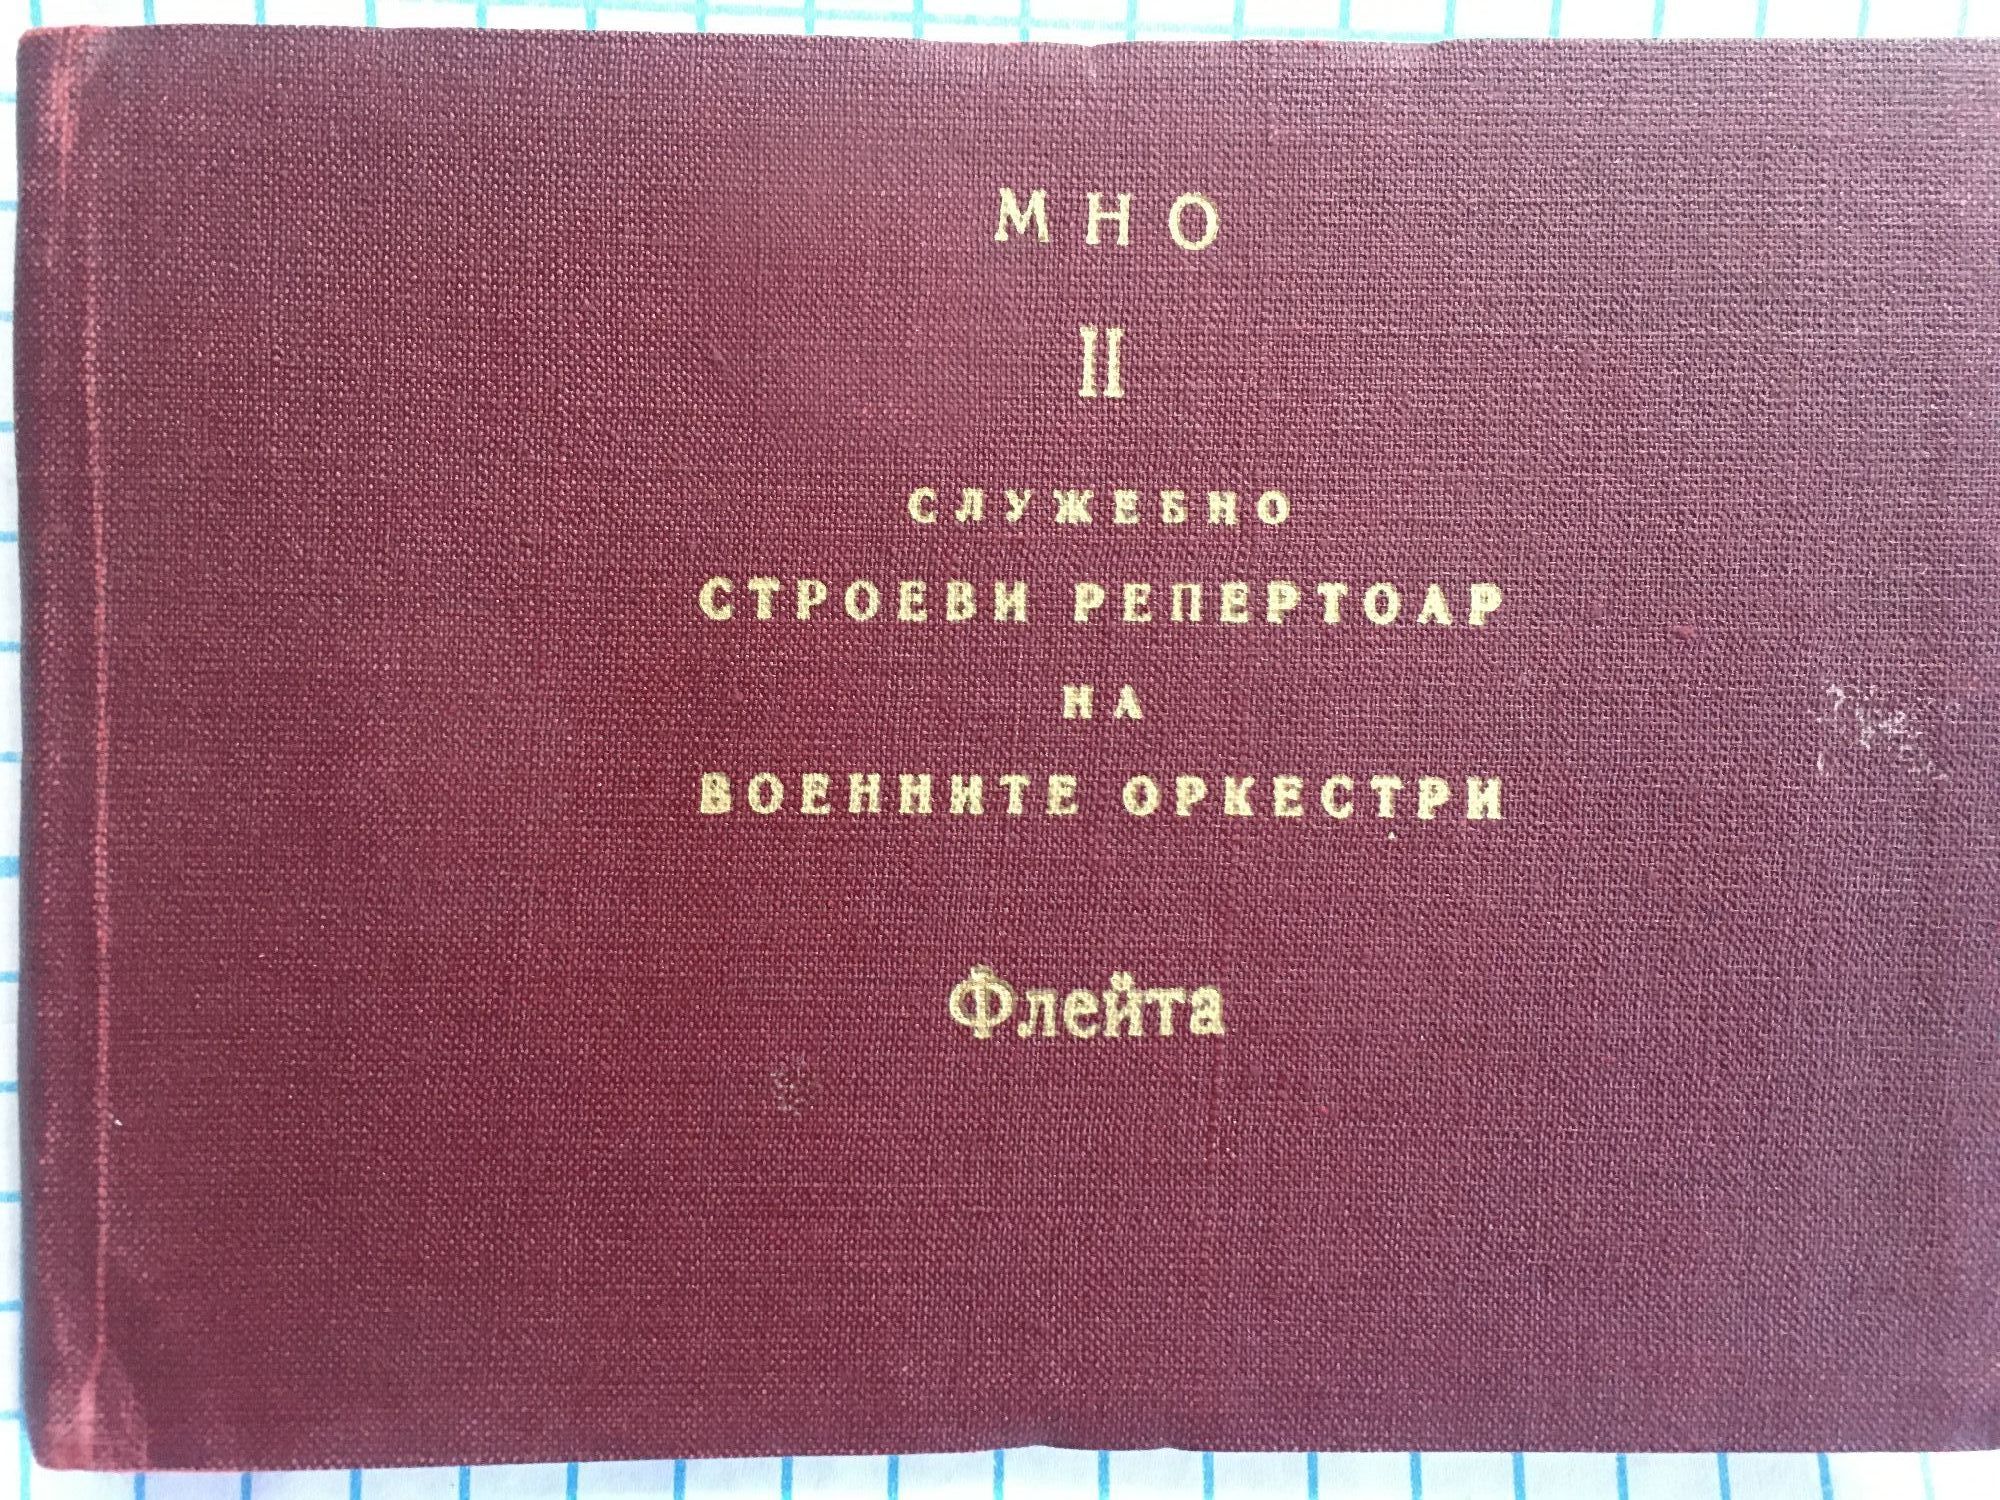 МНО
II
СЛУЖЕБНО
СТРОЕВИ РЕПЕРТОАР
НА
ВОЕННИТЕ ОРКЕСТРИ
Флейта